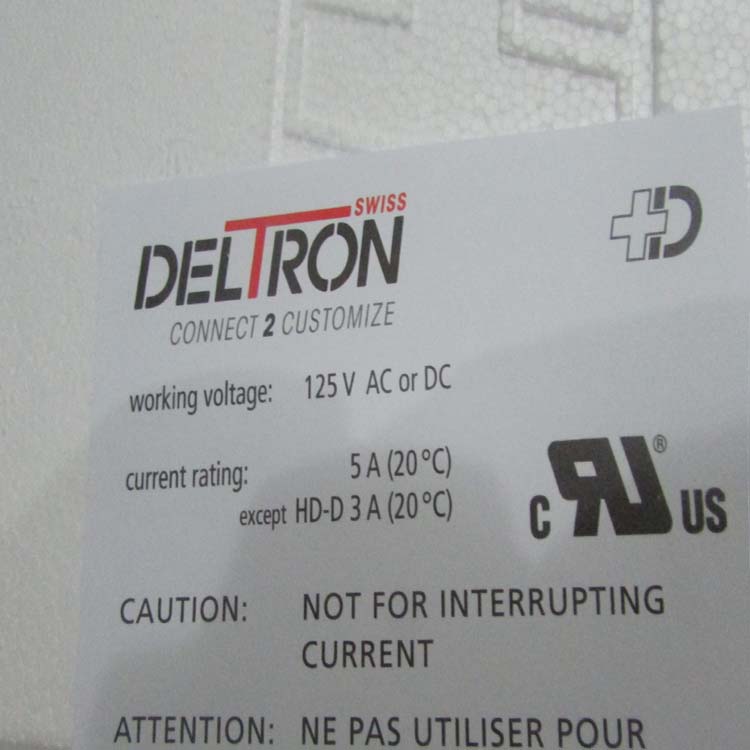 SWISS
DELTRON
CONNECT 2 CUSTOMIZE
+D
working voltage: 125 V AC or DC
current rating: 5 A (20 °C)
except HD-D 3 A (20 °C)
C RU® US
CAUTION: NOT FOR INTERRUPTING
CURRENT
ATTENTION: NE PAS UTILISER POUR